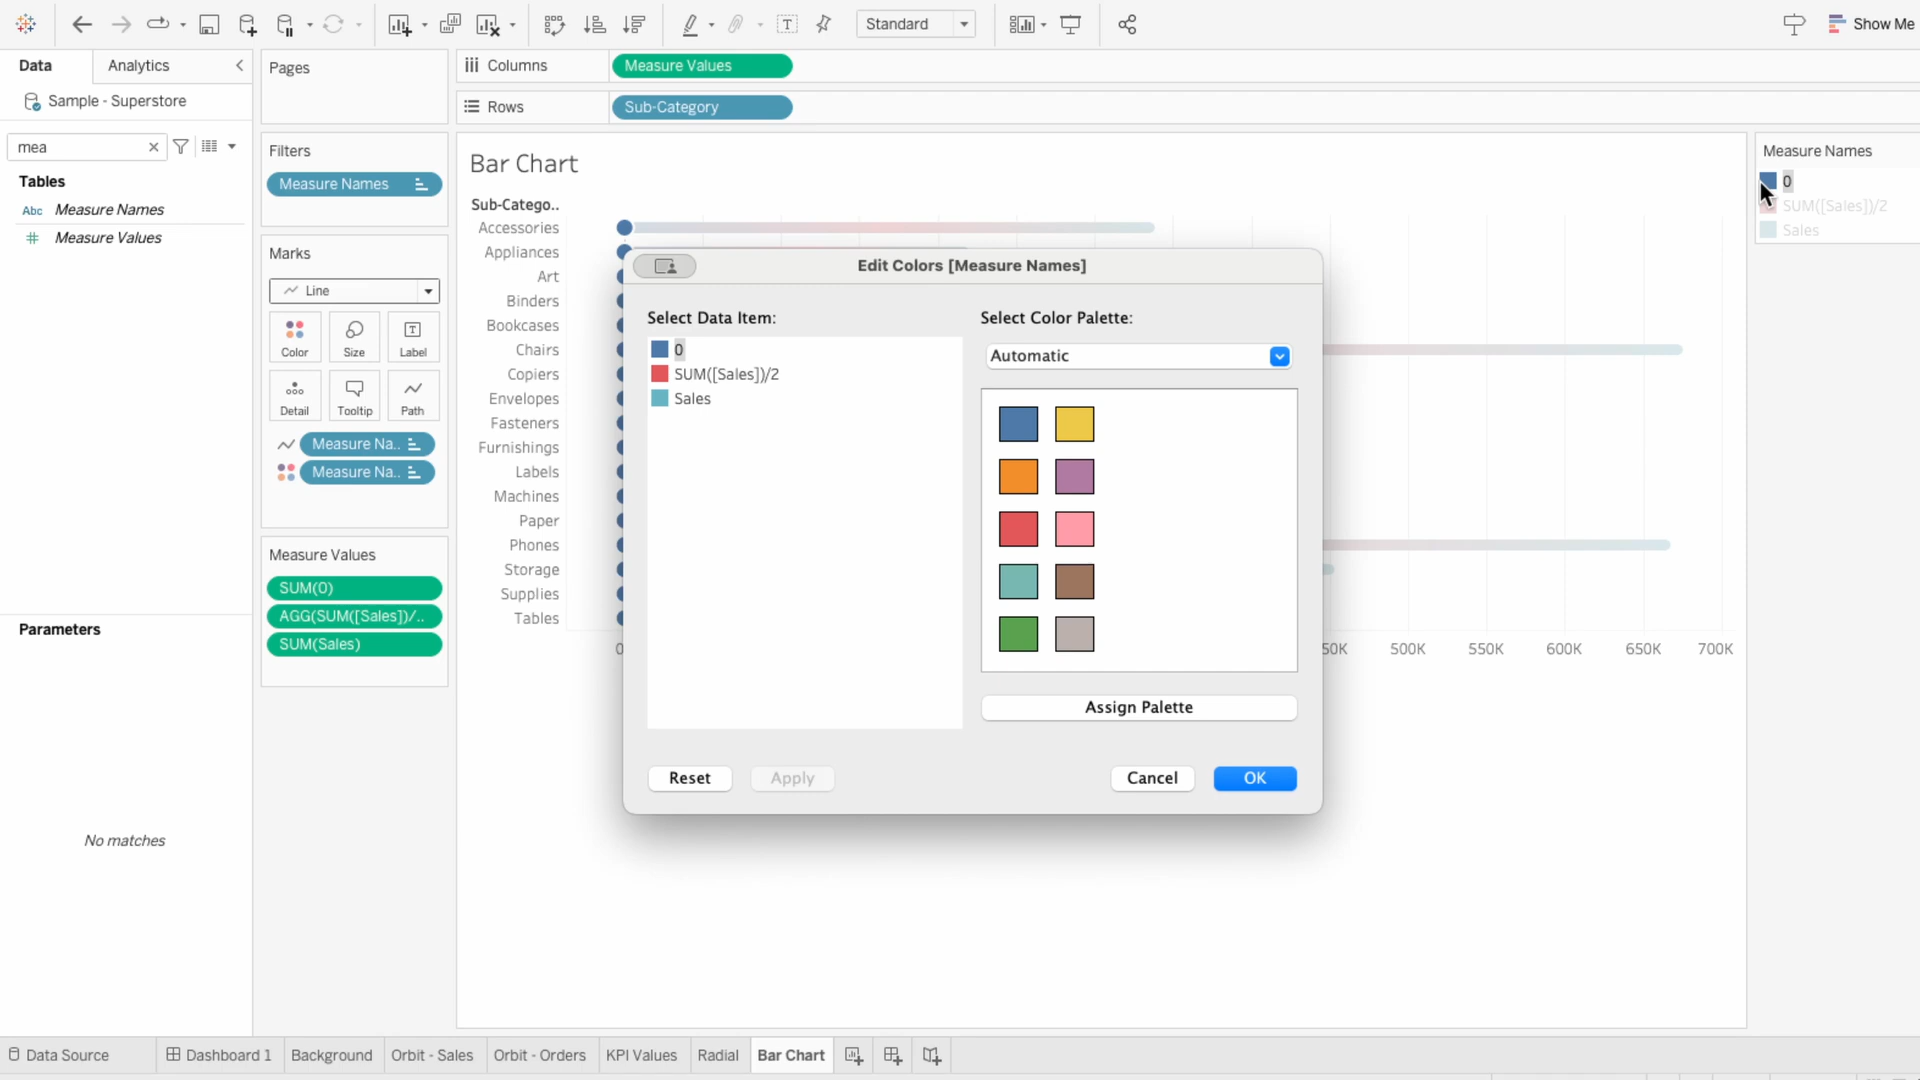 Standard
Show Me
Data
Analytics
Sample - Superstore
mea
Tables
Abc Measure Names
Measure Values
Parameters
No matches
Pages
Filters
Measure Names
Marks
Line
Color
Size
Label
Detail
Tooltip
Path
Measure Na..
Measure Na..
Measure Values
SUM(0)
AGG(SUM([Sales])/..
SUM(Sales)
Columns
Measure Values
Rows
Sub-Category
Bar Chart
Sub-Catego..
Accessories
Appliances
Art
Binders
Bookcases
Chairs
Copiers
Envelopes
Fasteners
Furnishings
Labels
Machines
Paper
Phones
Storage
Supplies
Tables
0
50K
500K
550K
600K
650K
700K
Edit Colors [Measure Names]
Select Data Item:
0
SUM([Sales])/2
Sales
Select Color Palette:
Automatic
Assign Palette
Reset
Apply
Cancel
OK
Measure Names
0
SUM([Sales])/2
Sales
Data Source
Dashboard 1
Background
Orbit - Sales
Orbit - Orders
KPI Values
Radial
Bar Chart